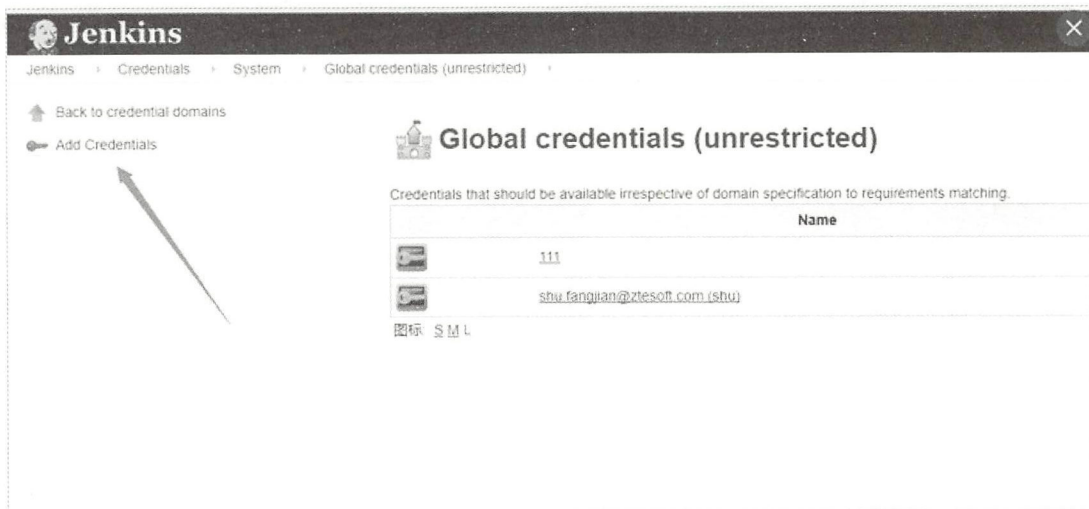 Jenkins
Jenkins › Credentials › System › Global credentials (unrestricted) ›
Back to credential domains
Add Credentials
Global credentials (unrestricted)
Credentials that should be available irrespective of domain specification to requirements matching.
Name
111
shu.fangjian@ztesoft.com (shu)
图标 S M L